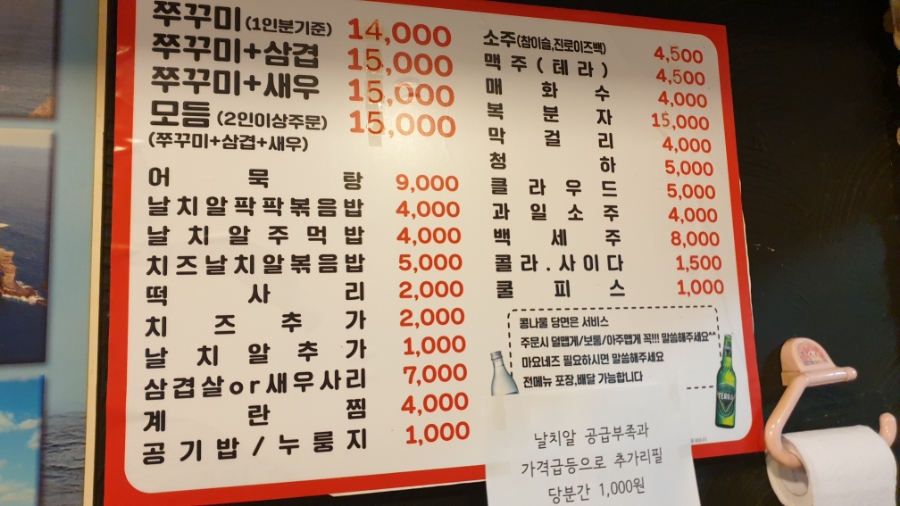 쭈꾸미(1인분기준) 14,000
쭈꾸미+삼겹 15,000
쭈꾸미+새우 15,000
모듬 (2인이상주문) 15,000
(쭈꾸미+삼겹+새우)
어묵탕 9,000
날치알팍팍볶음밥 4,000
날치알주먹밥 4,000
치즈날치알볶음밥 5,000
떡사리 2,000
치즈추가 2,000
날치알추가 1,000
삼겹살or새우사리 7,000
계란찜 4,000
공기밥/누룽지 1,000
소주(참이슬,진로이즈백) 4,500
맥주(테라) 4,500
매화수 4,000
복분자 15,000
막걸리 4,000
청하 5,000
클라우드 5,000
과일소주 4,000
백세주 8,000
콜라.사이다 1,500
쿨피스 1,000
콩나물 당면은 서비스
주문시 덜맵게/보통/아주맵게 꼭!!! 말씀해주세요^^
마요네즈 필요하시면 말씀해주세요
전메뉴 포장,배달 가능합니다
TERRA
날치알 공급부족과
가격급등으로 추가리필
당분간 1,000원